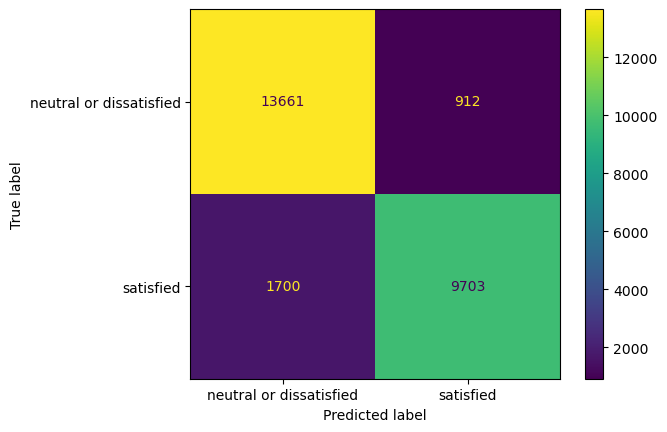 neutral or dissatisfied
13661
912
12000
10000
8000
6000
4000
2000
True label
satisfied
1700
9703
neutral or dissatisfied
satisfied
Predicted label